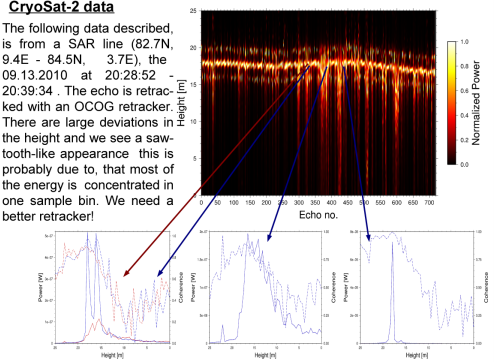 CryoSat-2 data
The following data described,
is from a SAR line (82.7N,
9.4E - 84.5N, 3.7E), the
09.13.2010 at 20:28:52 -
20:39:34 . The echo is retrac-
ked with an OCOG retracker.
There are large deviations in
the height and we see a saw-
tooth-like appearance this is
probably due to, that most of
the energy is concentrated in
one sample bin. We need a
better retracker!
Height [m]
25
20
15
10
5
0 50 100 150 200 250 300 350 400 450 500 550 600 650 700
Echo no.
1.0
0.8
0.6
0.4
0.2
0.0
Normalized Power
Power [W]
Coherence
Height [m]
Power [W]
Coherence
Height [m]
Power [W]
Coherence
Height [m]